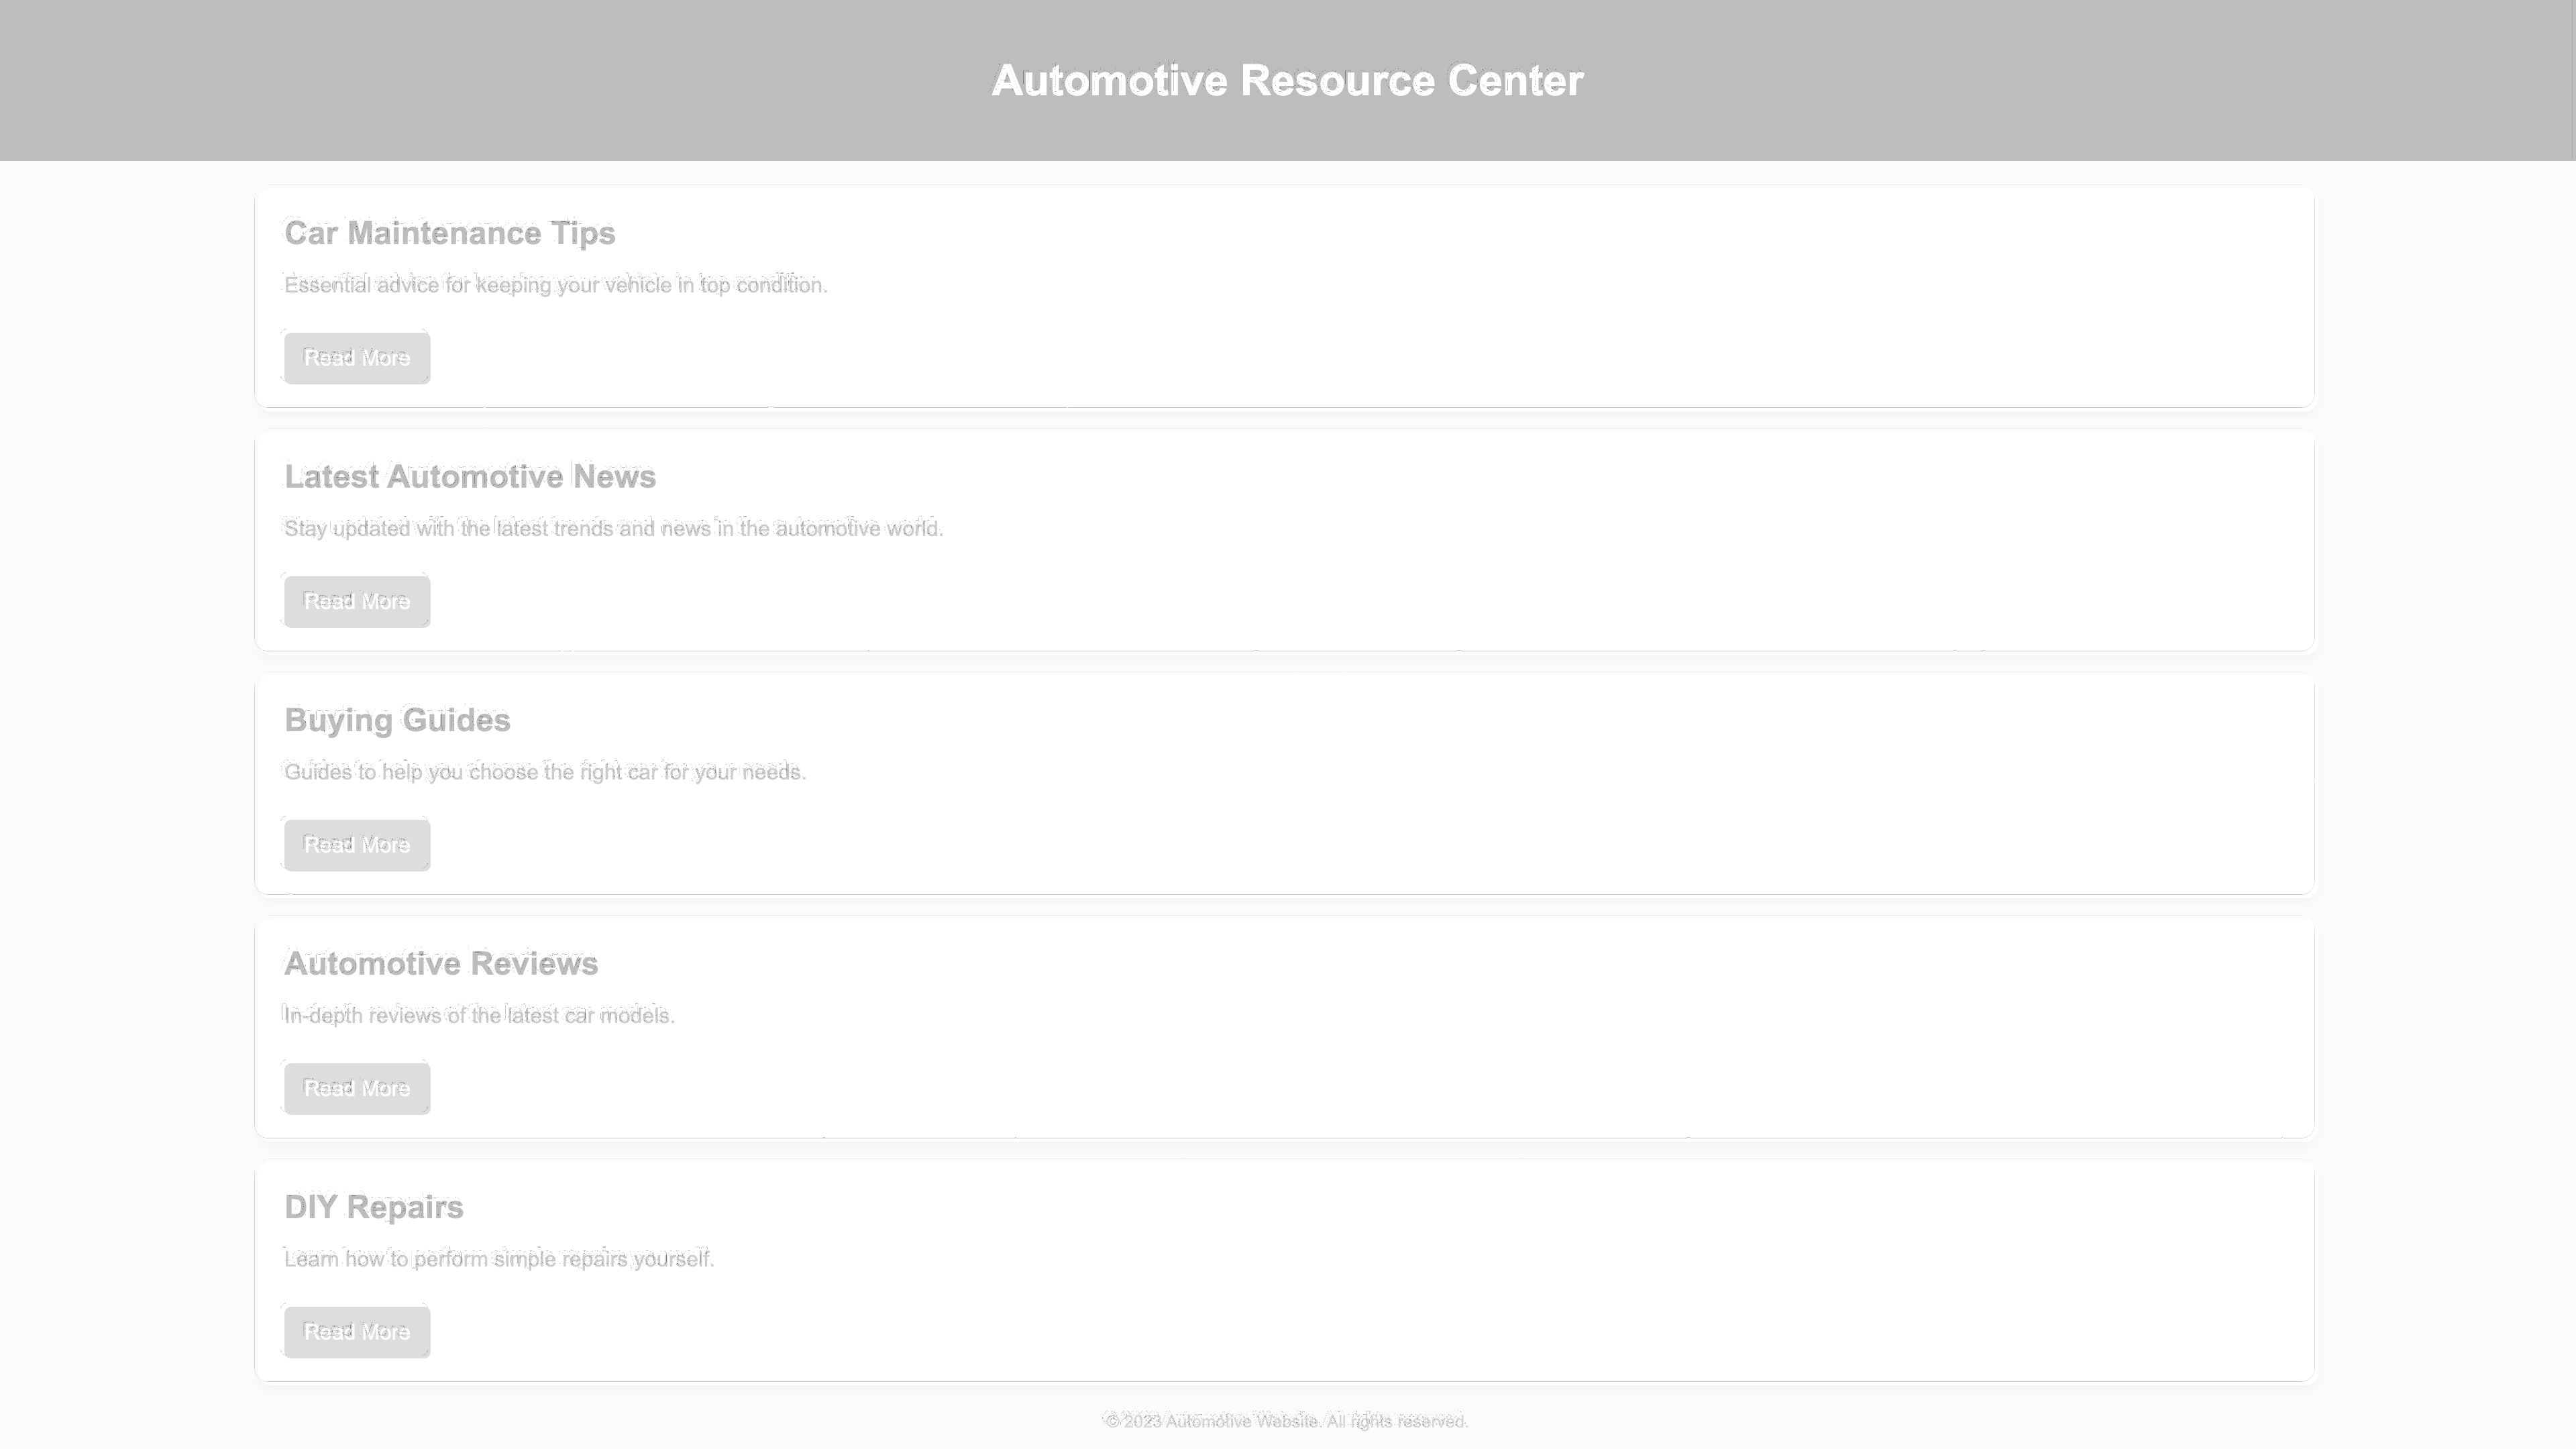 Automotive Resource Center
Car Maintenance Tips
Essential advice for keeping your vehicle in top condition.
Read More
Latest Automotive News
Stay updated with the latest trends and news in the automotive world.
Read More
Buying Guides
Guides to help you choose the right car for your needs.
Read More
Automotive Reviews
In-depth reviews of the latest car models.
Read More
DIY Repairs
Learn how to perform simple repairs yourself.
Read More
© 2023 Automotive Website. All rights reserved.